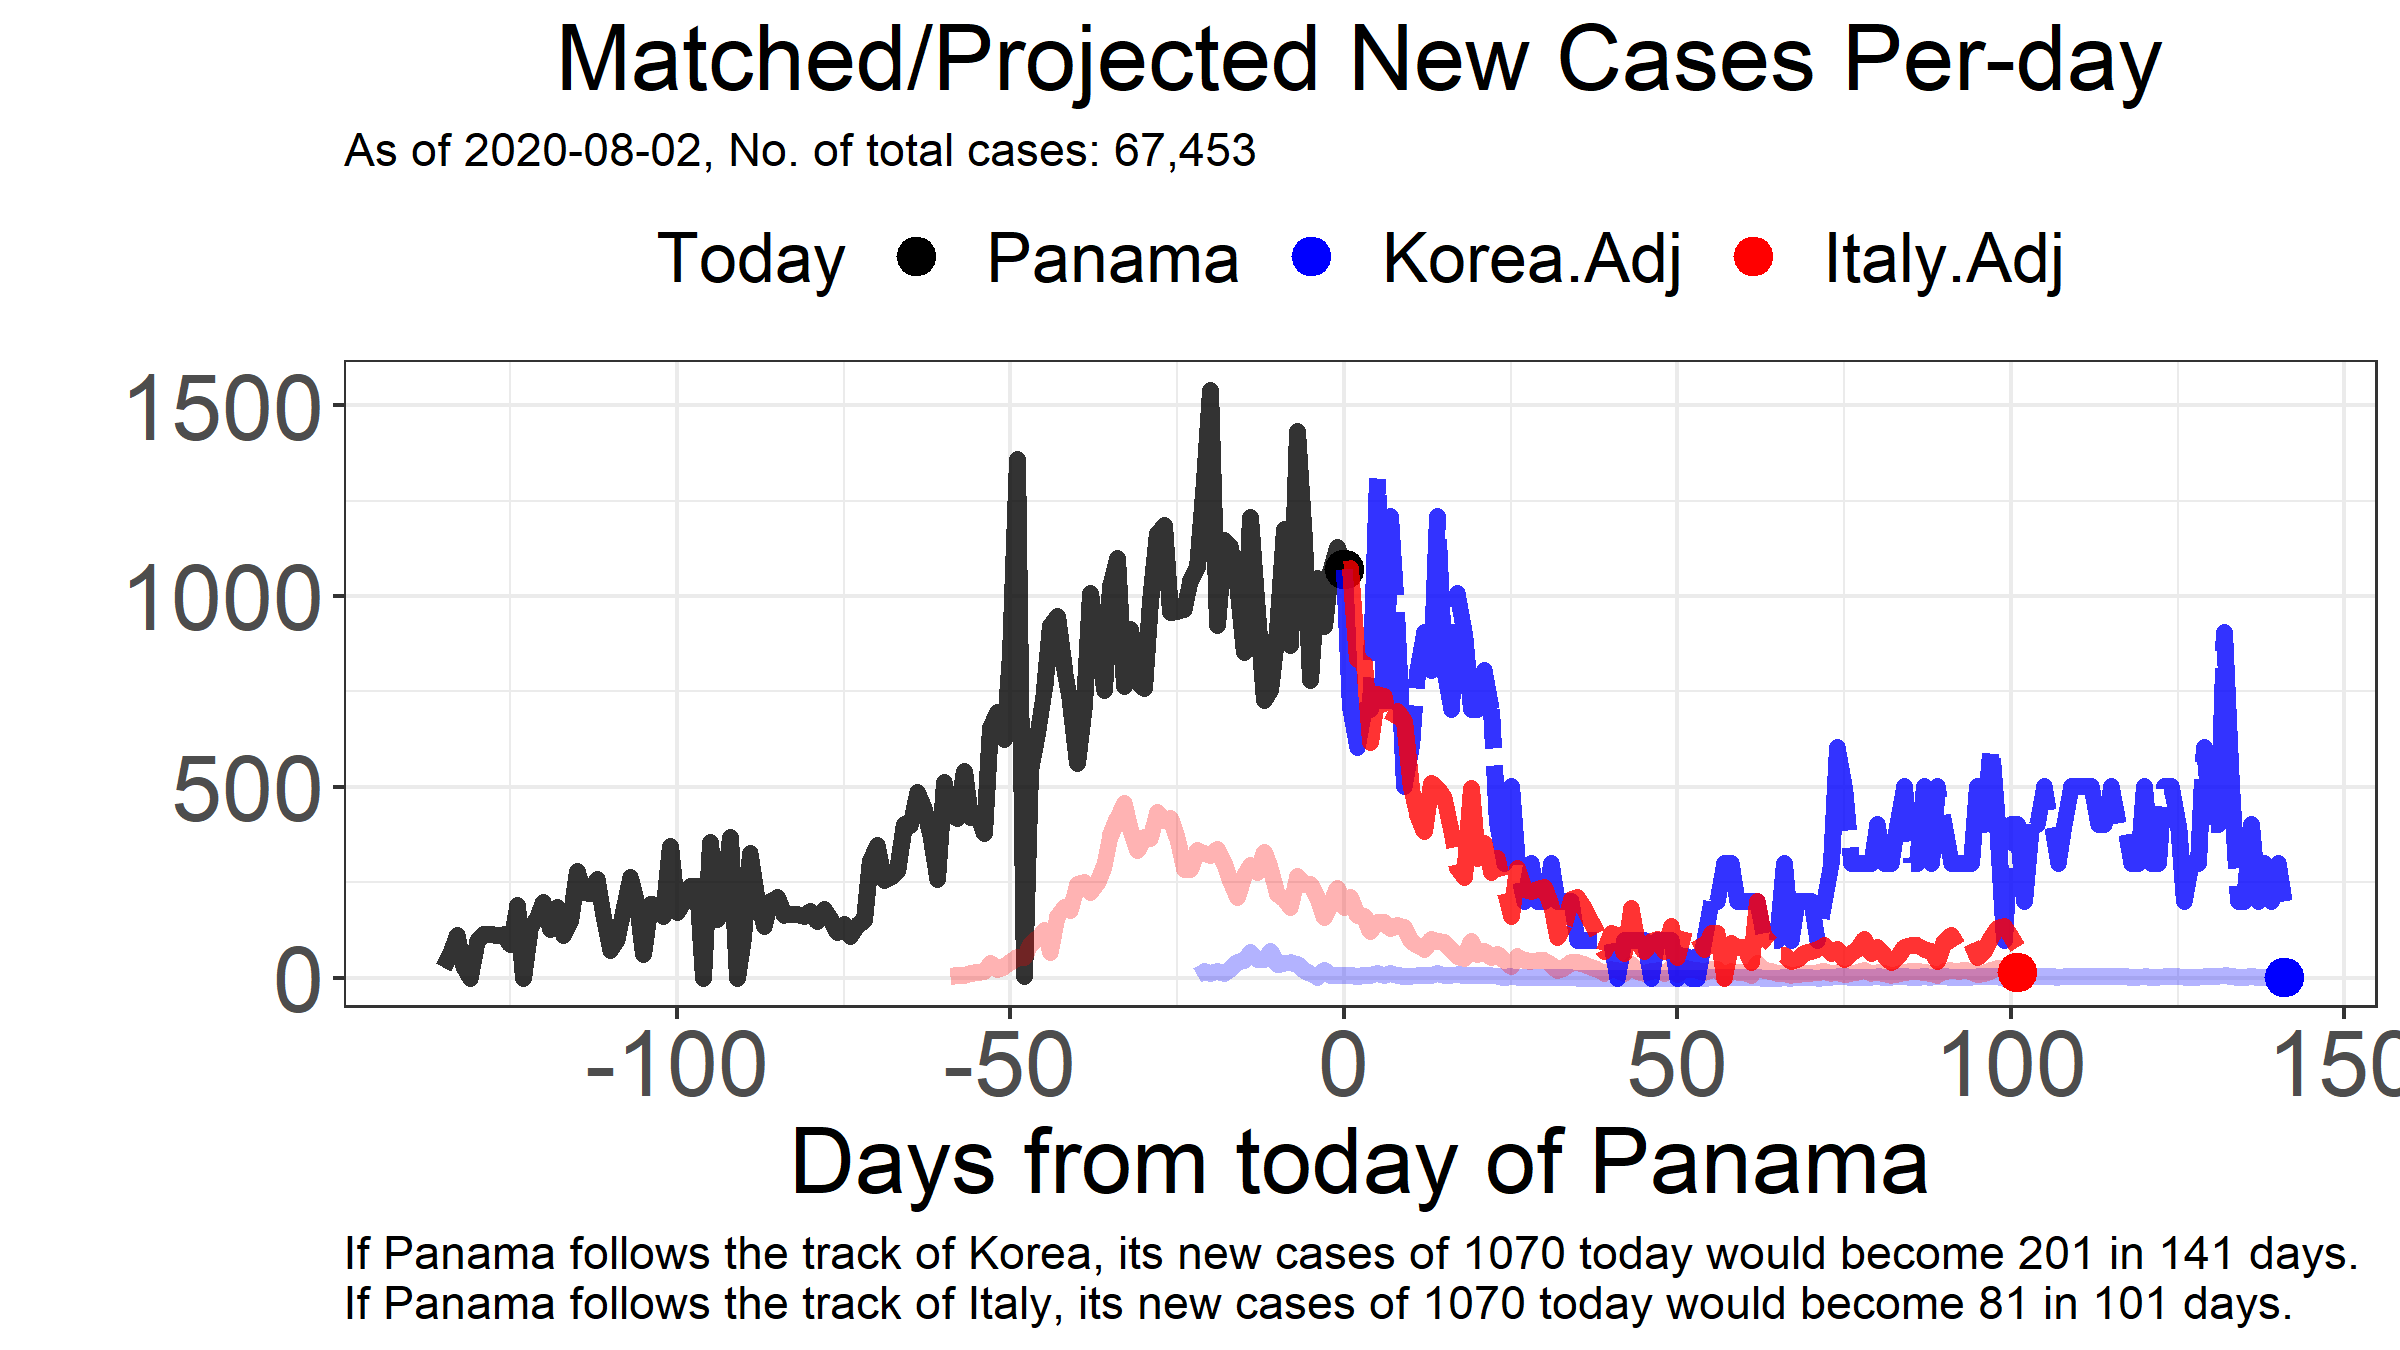 Matched/Projected New Cases Per-day
As of 2020-08-02, No. of total cases: 67,453
Today Panama Korea.Adj Italy.Adj
1500
1000
500
0
-100 -50 0 50 100 150
Days from today of Panama
If Panama follows the track of Korea, its new cases of 1070 today would become 201 in 141 days.
If Panama follows the track of Italy, its new cases of 1070 today would become 81 in 101 days.